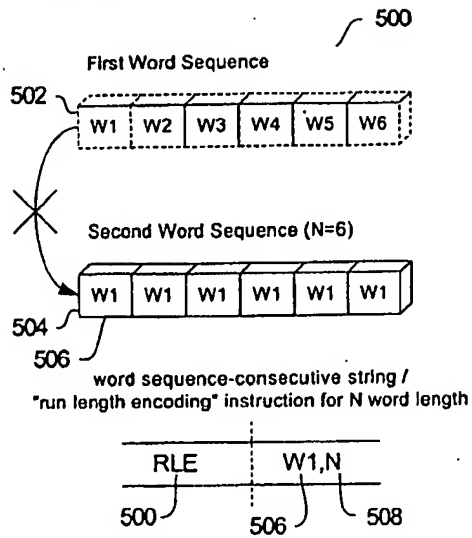 500
First Word Sequence
502
W1 W2 W3 W4 W5 W6
Second Word Sequence (N=6)
W1 W1 W1 W1 W1 W1
504
506
word sequence-consecutive string /
"run length encoding" instruction for N word length
RLE W1,N
500 506 508